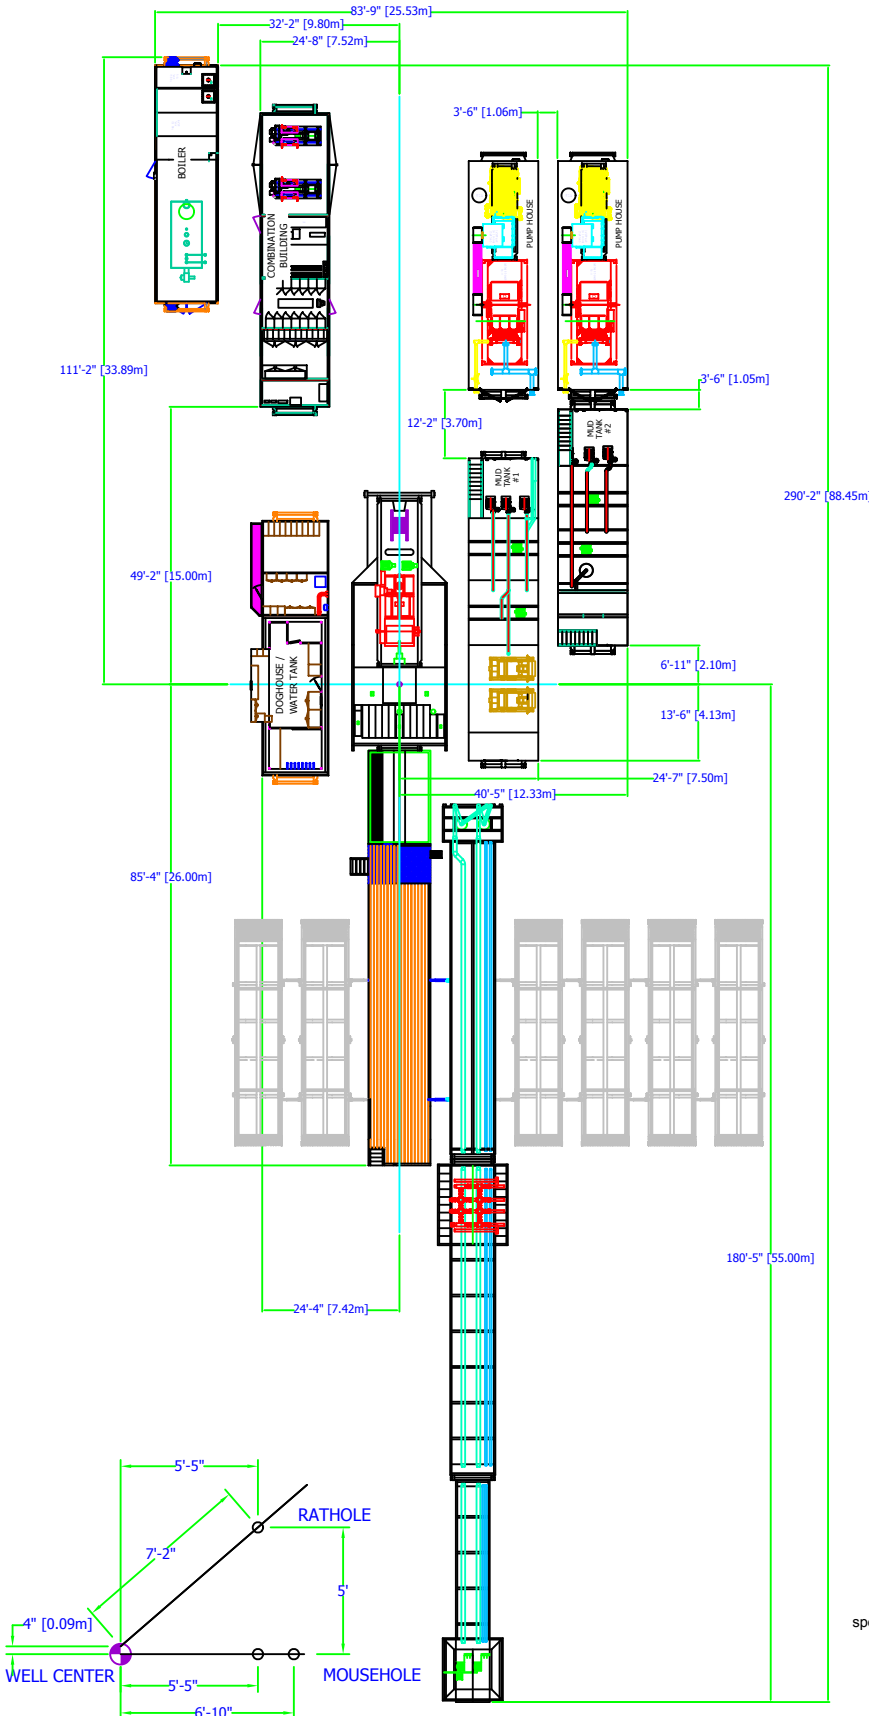 83'-9" [25.53m]
32'-2" [9.80m]
24'-8" [7.52m]
3'-6" [1.06m]
BOILER
COMBINATION
BUILDING
PUMP HOUSE
PUMP HOUSE
111'-2" [33.89m]
3'-6" [1.05m]
12'-2" [3.70m]
MUD
TANK
#2
MUD
TANK
#1
290'-2" [88.45m]
49'-2" [15.00m]
DOGHOUSE /
WATER TANK
6'-11" [2.10m]
13'-6" [4.13m]
24'-7" [7.50m]
40'-5" [12.33m]
85'-4" [26.00m]
180'-5" [55.00m]
24'-4" [7.42m]
5'-5"
RATHOLE
7'-2"
5'
4" [0.09m]
WELL CENTER
MOUSEHOLE
5'-5"
6'-10"
spe